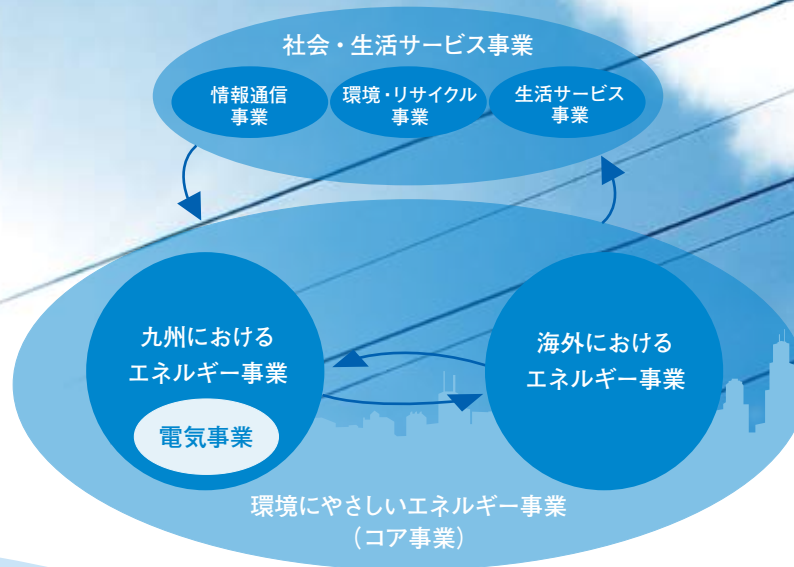 社会・生活サービス事業
情報通信
事業
環境・リサイクル
事業
生活サービス
事業
九州における
エネルギー事業
電気事業
海外における
エネルギー事業
環境にやさしいエネルギー事業
（コア事業）